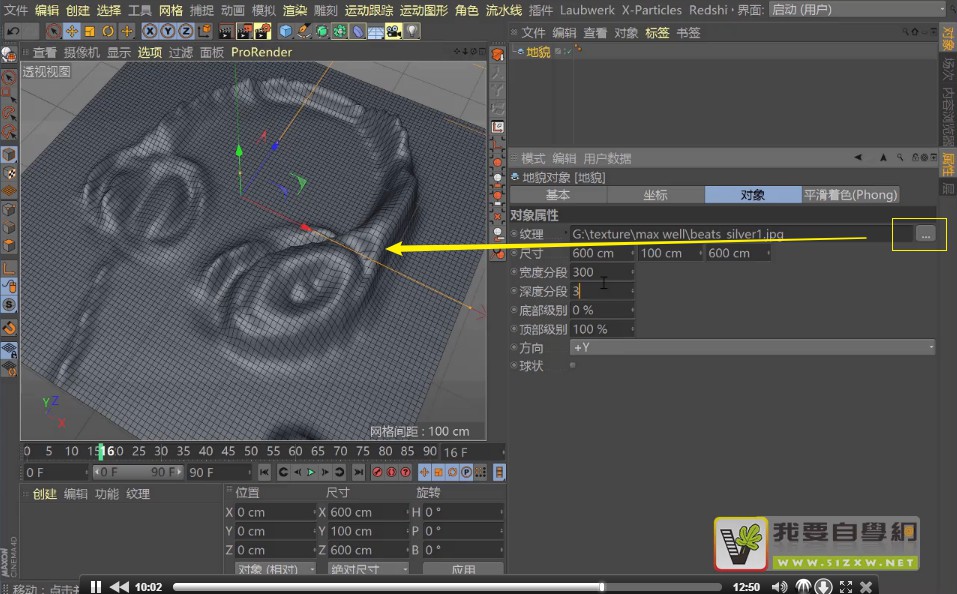 文件 编辑 创建 选择 工具 网格 捕捉 动画 模拟 渲染 雕刻 运动跟踪 运动图形 角色 流水线 插件 Laubwerk X-Particles Redshi 界面: 启动 (用户)
查看 摄像机 显示 选项 过滤 面板 ProRender
透视视图
网格间距 : 100 cm
文件 编辑 查看 对象 标签 书签
地貌
对象
场次
内容浏览器
属性
层
模式 编辑 用户数据
地貌对象 [地貌]
基本 坐标 对象 平滑着色(Phong)
对象属性
纹理 G:\texture\max well\beats_silver1.jpg ...
尺寸 600 cm 100 cm 600 cm
宽度分段 300
深度分段 3
底部级别 0 %
顶部级别 100 %
方向 +Y
球状
0 5 10 15 16 20 25 30 35 40 45 50 55 60 65 70 75 80 85 90 16 F
0 F 0 F 90 F 90 F
创建 编辑 功能 纹理
位置 尺寸 旋转
X 0 cm X 600 cm H 0 °
Y 0 cm Y 100 cm P 0 °
Z 0 cm Z 600 cm B 0 °
对象 (相对) 绝对尺寸 应用
MAXON CINEMA 4D
移动: 点击并
10:02 12:50
我要自學網
WWW.51ZXW.NET